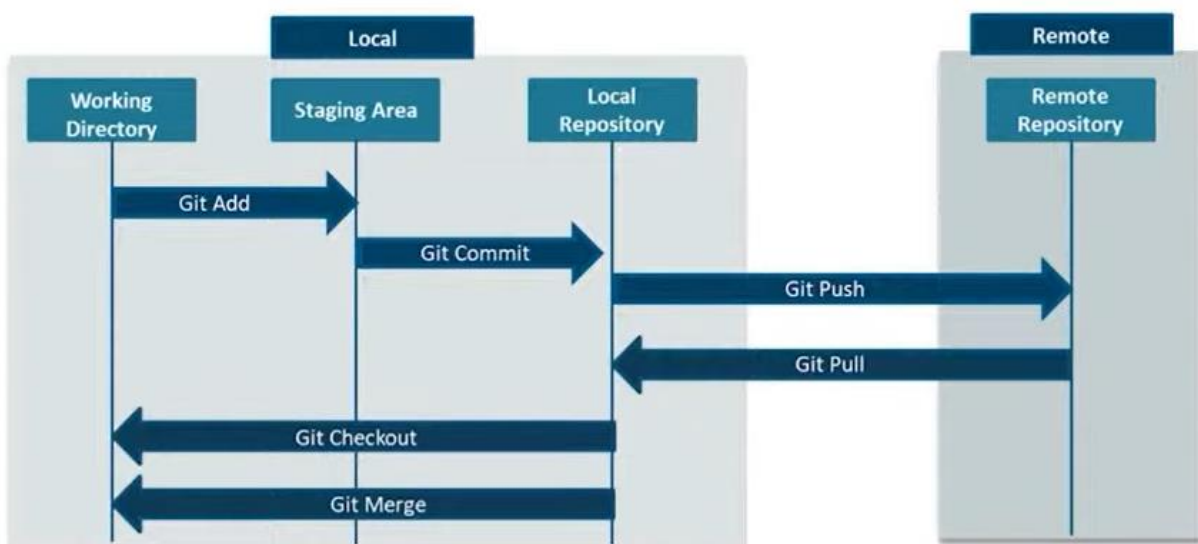 Local
Remote
Working
Directory
Staging Area
Local
Repository
Remote
Repository
Git Add
Git Commit
Git Push
Git Pull
Git Checkout
Git Merge